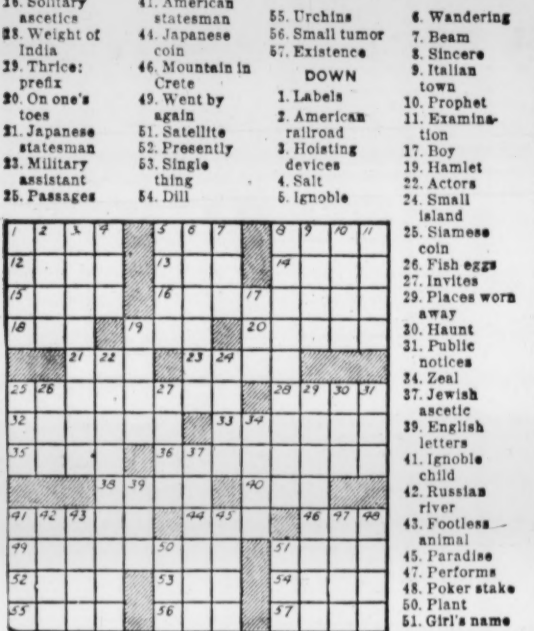 16. Solitary
ascetics
18. Weight of
India
19. Thrice:
prefix
20. On one's
toes
21. Japanese
statesman
23. Military
assistant
25. Passages
41. American
statesman
44. Japanese
coin
46. Mountain in
Crete
49. Went by
again
51. Satellite
52. Presently
53. Single
thing
54. Dill
55. Urchins
56. Small tumor
57. Existence
DOWN
1. Labels
2. American
railroad
3. Hoisting
devices
4. Salt
5. Ignoble
6. Wandering
7. Beam
8. Sincere
9. Italian
town
10. Prophet
11. Examina-
tion
17. Boy
19. Hamlet
22. Actors
24. Small
island
25. Siamese
coin
26. Fish eggs
27. Invites
29. Places worn
away
30. Haunt
31. Public
notices
34. Zeal
37. Jewish
ascetic
39. English
letters
41. Ignoble
child
42. Russian
river
43. Footless
animal
45. Paradise
47. Performs
48. Poker stake
50. Plant
51. Girl's name
1 2 3 4 5 6 7 8 9 10 11
12 13 14
15 16 17
18 19 20
21 22 23 24
25 26 27 28 29 30 31
32 33 34
35 36 37
38 39 40
41 42 43 44 45 46 47 48
49 50 51
52 53 54
55 56 57